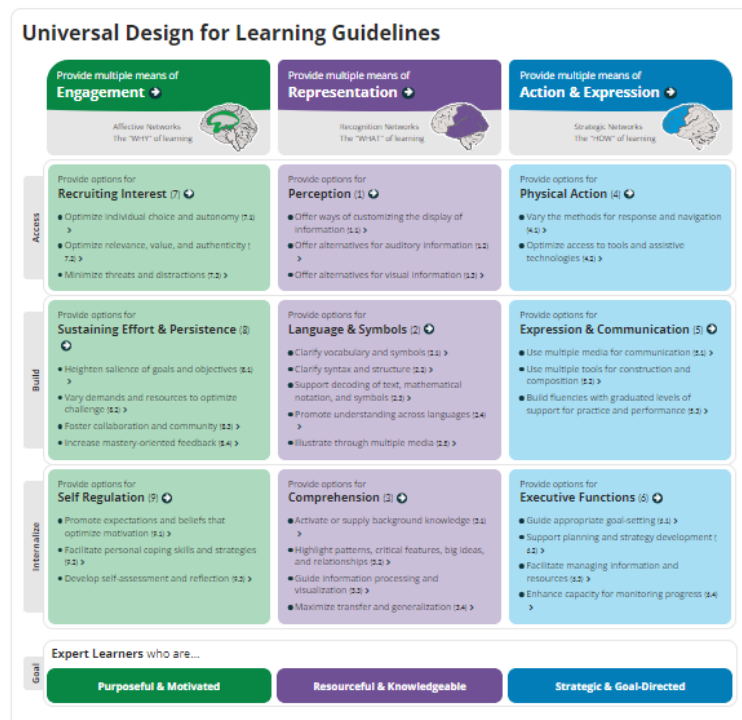 Universal Design for Learning Guidelines
Provide multiple means of
Engagement
Affective Networks
The "WHY" of learning
Provide multiple means of
Representation
Recognition Networks
The "WHAT" of learning
Provide multiple means of
Action & Expression
Strategic Networks
The "HOW" of learning
Access
Provide options for
Recruiting Interest (7)
Optimize individual choice and autonomy (7.1) >
Optimize relevance, value, and authenticity (
7.2) >
Minimize threats and distractions (7.3) >
Provide options for
Perception (1)
Offer ways of customizing the display of
information (1.1) >
Offer alternatives for auditory information (1.2)
>
Offer alternatives for visual information (1.3) >
Provide options for
Physical Action (4)
Vary the methods for response and navigation
(4.1) >
Optimize access to tools and assistive
technologies (4.2) >
Build
Provide options for
Sustaining Effort & Persistence (8)
Heighten salience of goals and objectives (8.1)
>
Vary demands and resources to optimize
challenge (8.2) >
Foster collaboration and community (8.3) >
Increase mastery-oriented feedback (8.4) >
Provide options for
Language & Symbols (2)
Clarify vocabulary and symbols (2.1) >
Clarify syntax and structure (2.2) >
Support decoding of text, mathematical
notation, and symbols (2.3) >
Promote understanding across languages (2.4)
>
Illustrate through multiple media (2.5) >
Provide options for
Expression & Communication (5)
Use multiple media for communication (5.1) >
Use multiple tools for construction and
composition (5.2) >
Build fluencies with graduated levels of
support for practice and performance (5.3) >
Internalize
Provide options for
Self Regulation (9)
Promote expectations and beliefs that
optimize motivation (9.1) >
Facilitate personal coping skills and strategies
(9.2) >
Develop self-assessment and reflection (9.3) >
Provide options for
Comprehension (3)
Activate or supply background knowledge (3.1)
>
Highlight patterns, critical features, big ideas,
and relationships (3.2) >
Guide information processing and
visualization (3.3) >
Maximize transfer and generalization (3.4) >
Provide options for
Executive Functions (6)
Guide appropriate goal-setting (6.1) >
Support planning and strategy development (
6.2) >
Facilitate managing information and
resources (6.3) >
Enhance capacity for monitoring progress (6.4)
>
Goal
Expert Learners who are...
Purposeful & Motivated
Resourceful & Knowledgeable
Strategic & Goal-Directed